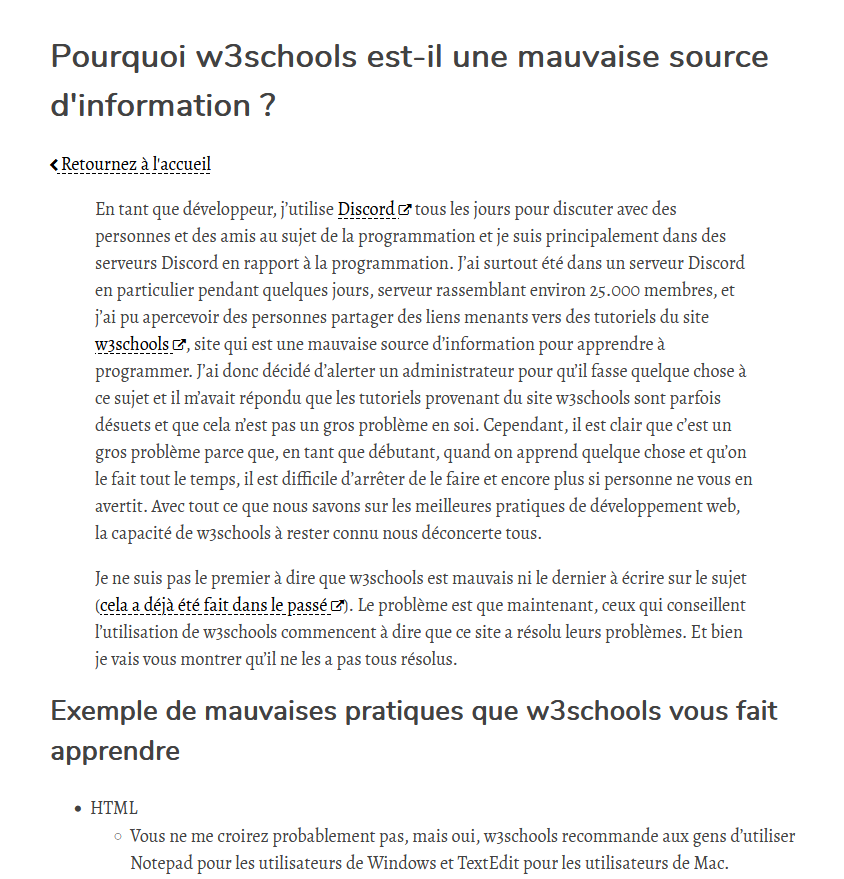 Pourquoi w3schools est-il une mauvaise source
d'information ?
Retournez à l'accueil
En tant que développeur, j’utilise Discord tous les jours pour discuter avec des
personnes et des amis au sujet de la programmation et je suis principalement dans des
serveurs Discord en rapport à la programmation. J’ai surtout été dans un serveur Discord
en particulier pendant quelques jours, serveur rassemblant environ 25.000 membres, et
j’ai pu apercevoir des personnes partager des liens menants vers des tutoriels du site
w3schools, site qui est une mauvaise source d’information pour apprendre à
programmer. J’ai donc décidé d’alerter un administrateur pour qu’il fasse quelque chose à
ce sujet et il m’avait répondu que les tutoriels provenant du site w3schools sont parfois
désuets et que cela n’est pas un gros problème en soi. Cependant, il est clair que c’est un
gros problème parce que, en tant que débutant, quand on apprend quelque chose et qu’on
le fait tout le temps, il est difficile d’arrêter de le faire et encore plus si personne ne vous en
avertit. Avec tout ce que nous savons sur les meilleures pratiques de développement web,
la capacité de w3schools à rester connu nous déconcerte tous.
Je ne suis pas le premier à dire que w3schools est mauvais ni le dernier à écrire sur le sujet
(cela a déjà été fait dans le passé). Le problème est que maintenant, ceux qui conseillent
l’utilisation de w3schools commencent à dire que ce site a résolu leurs problèmes. Et bien
je vais vous montrer qu’il ne les a pas tous résolus.
Exemple de mauvaises pratiques que w3schools vous fait
apprendre
• HTML
○ Vous ne me croirez probablement pas, mais oui, w3schools recommande aux gens d’utiliser
Notepad pour les utilisateurs de Windows et TextEdit pour les utilisateurs de Mac.